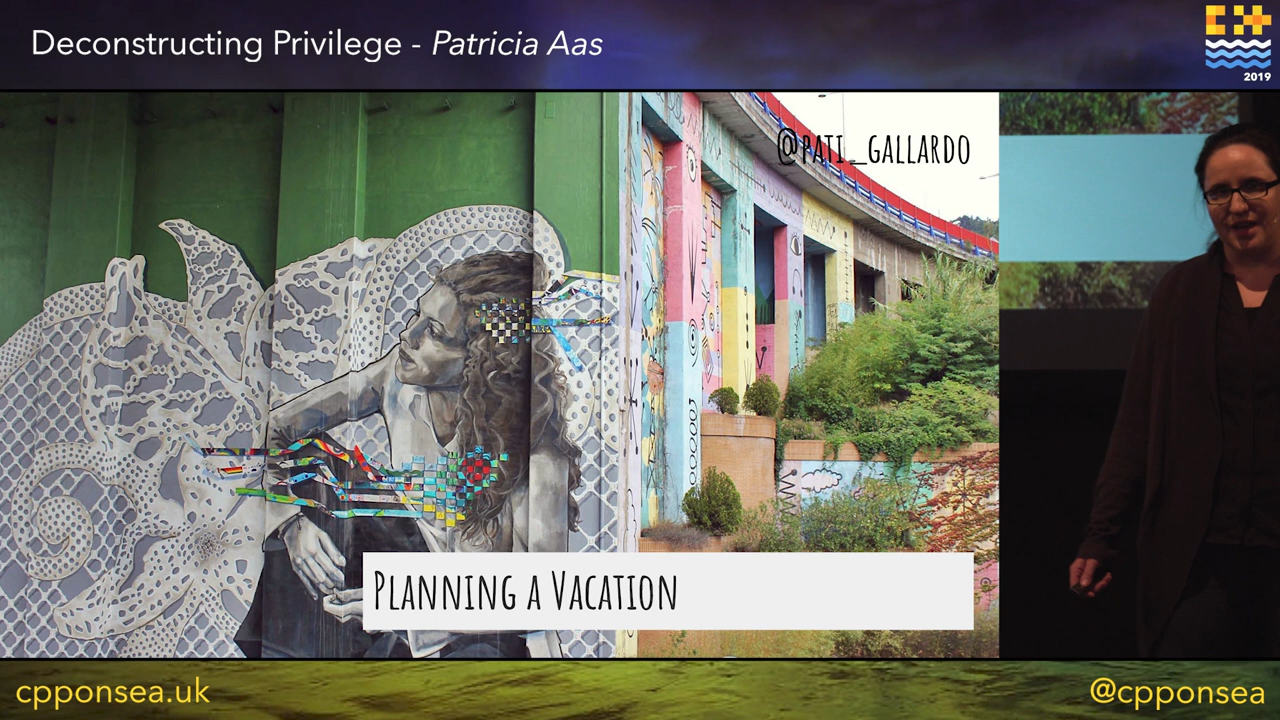 Deconstructing Privilege - Patricia Aas
2019
@pati_gallardo
Planning a Vacation
cpponsea.uk
@cpponsea